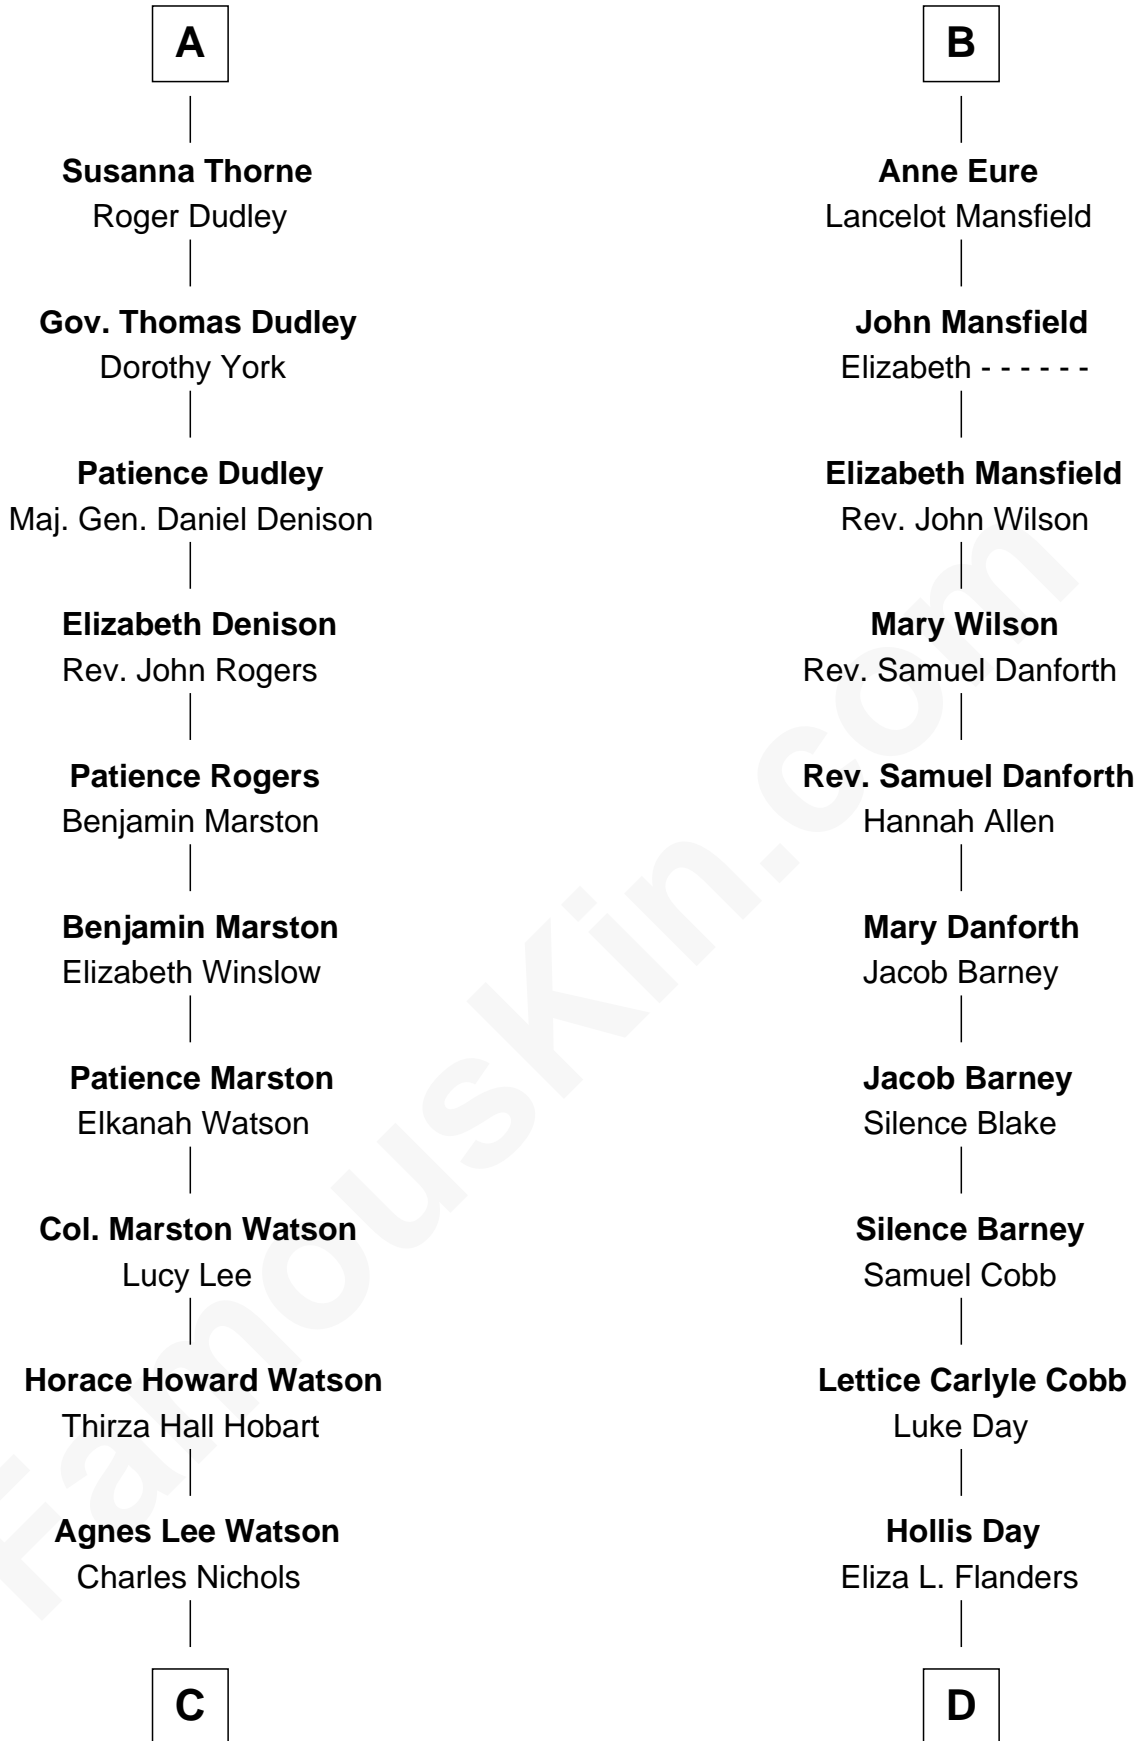 A
Susanna Thorne
Roger Dudley
Gov. Thomas Dudley
Dorothy York
Patience Dudley
Maj. Gen. Daniel Denison
Elizabeth Denison
Rev. John Rogers
Patience Rogers
Benjamin Marston
Benjamin Marston
Elizabeth Winslow
Patience Marston
Elkanah Watson
Col. Marston Watson
Lucy Lee
Horace Howard Watson
Thirza Hall Hobart
Agnes Lee Watson
Charles Nichols
C
B
Anne Eure
Lancelot Mansfield
John Mansfield
Elizabeth - - - - - -
Elizabeth Mansfield
Rev. John Wilson
Mary Wilson
Rev. Samuel Danforth
Rev. Samuel Danforth
Hannah Allen
Mary Danforth
Jacob Barney
Jacob Barney
Silence Blake
Silence Barney
Samuel Cobb
Lettice Carlyle Cobb
Luke Day
Hollis Day
Eliza L. Flanders
D
FamousKin.com